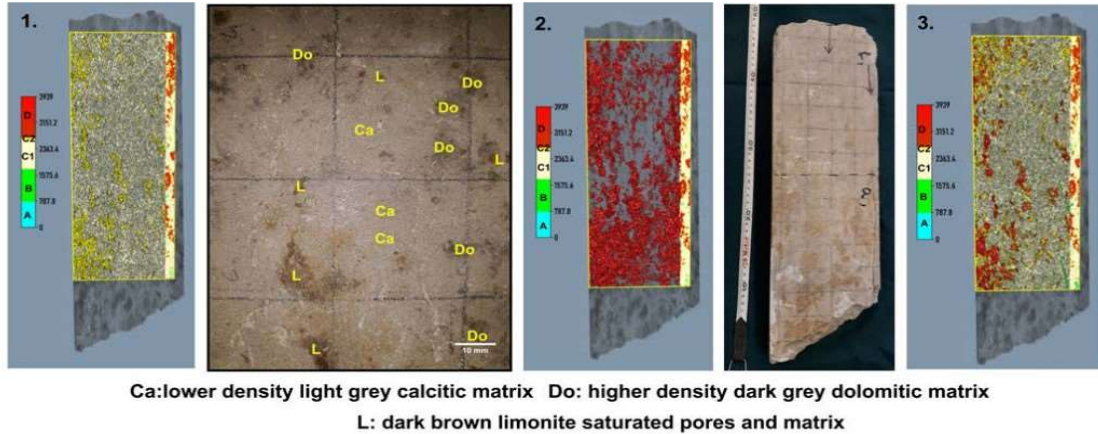 1.
D
C2
C1
B
A
3939
3151.2
2363.4
1575.6
787.8
0
Do
L
Do
Do
Ca
Do
L
L
Ca
Ca
Do
L
Do
L
10 mm
2.
D
C2
C1
B
A
3939
3151.2
2363.4
1575.6
787.8
0
3.
D
C2
C1
B
A
3939
3151.2
2363.4
1575.6
787.8
0
Ca:lower density light grey calcitic matrix Do: higher density dark grey dolomitic matrix
L: dark brown limonite saturated pores and matrix